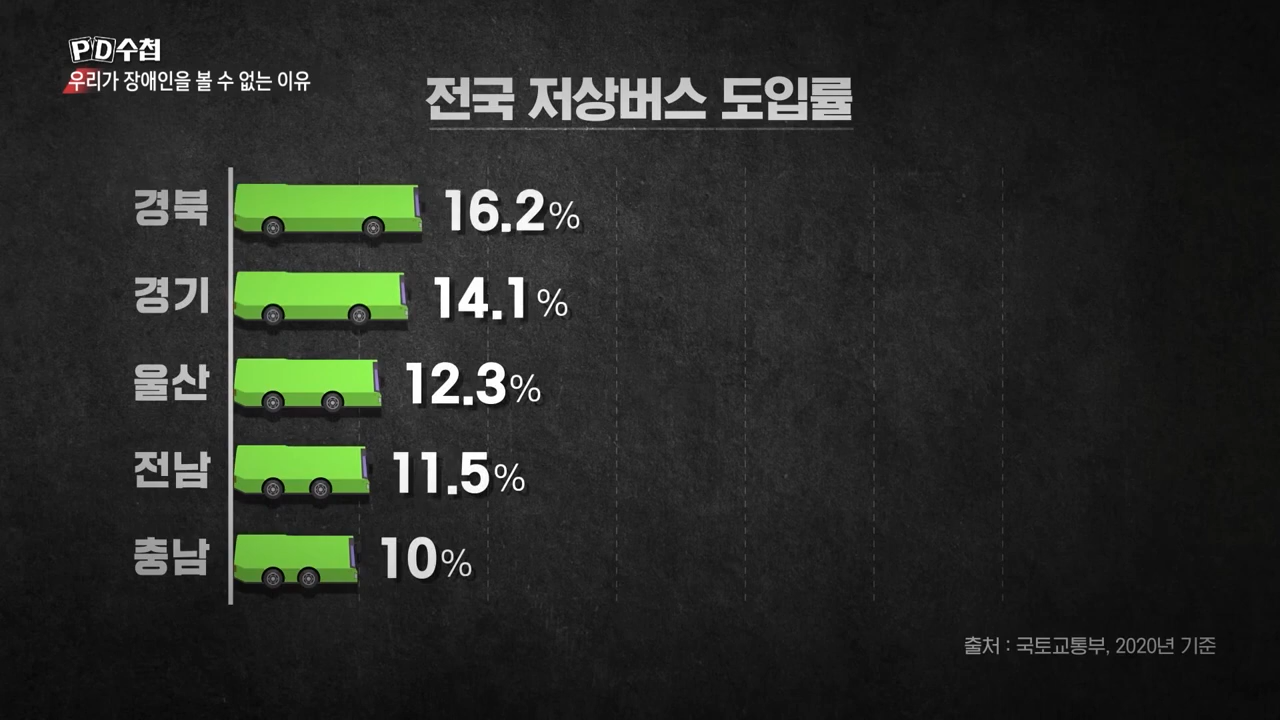 PD수첩
우리가 장애인을 볼 수 없는 이유
전국 저상버스 도입률
경북 16.2%
경기 14.1%
울산 12.3%
전남 11.5%
충남 10%
출처 : 국토교통부, 2020년 기준